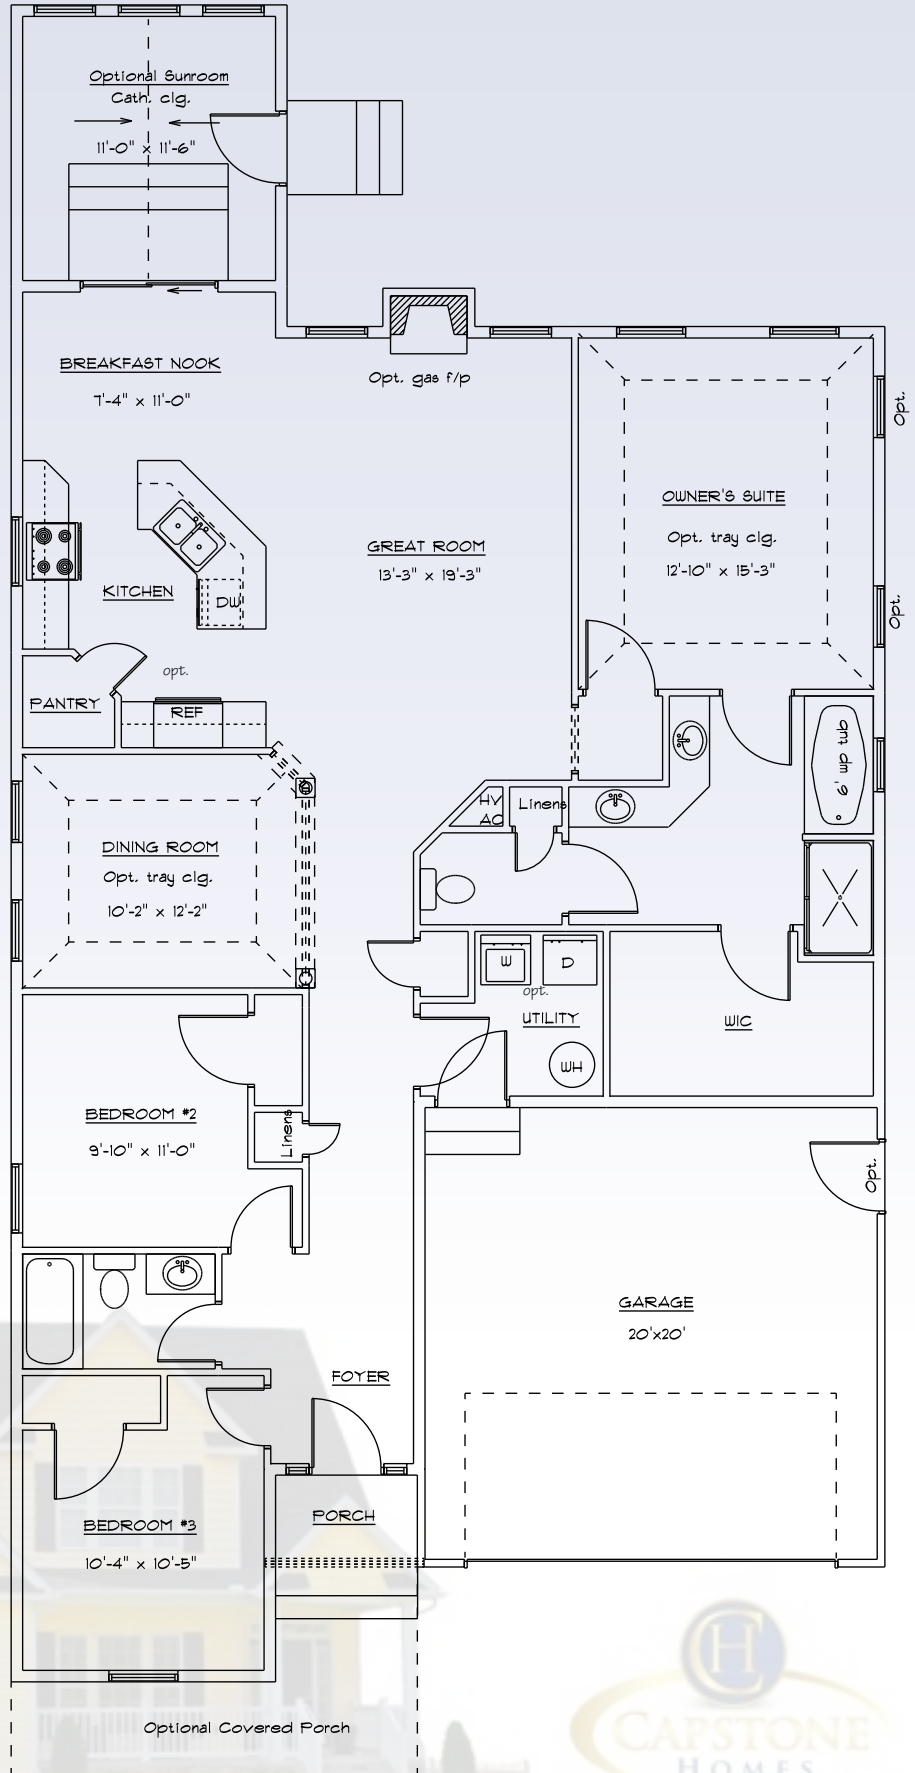 Optional Sunroom
Cath. clg.
11'-0" x 11'-6"
BREAKFAST NOOK
7'-4" x 11'-0"
Opt. gas f/p
Opt.
OWNER'S SUITE
Opt. tray clg.
12'-10" x 15'-3"
GREAT ROOM
13'-3" x 19'-3"
KITCHEN
DW
Opt.
opt.
PANTRY
REF
6' wp tub
HV
AC
Linens
DINING ROOM
Opt. tray clg.
10'-2" x 12'-2"
W
D
opt.
UTILITY
WH
WIC
BEDROOM #2
9'-10" x 11'-0"
Linens
Opt.
GARAGE
20'x20'
FOYER
PORCH
BEDROOM #3
10'-4" x 10'-5"
Optional Covered Porch
CH
CAPSTONE
HOMES